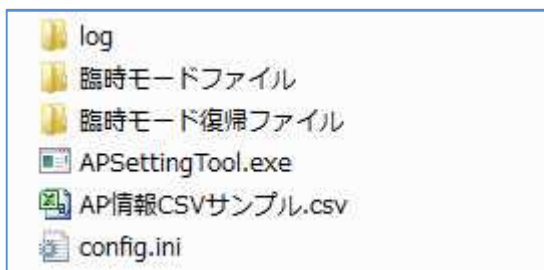 log
臨時モードファイル
臨時モード復帰ファイル
APSettingTool.exe
AP情報CSVサンプル.csv
config.ini